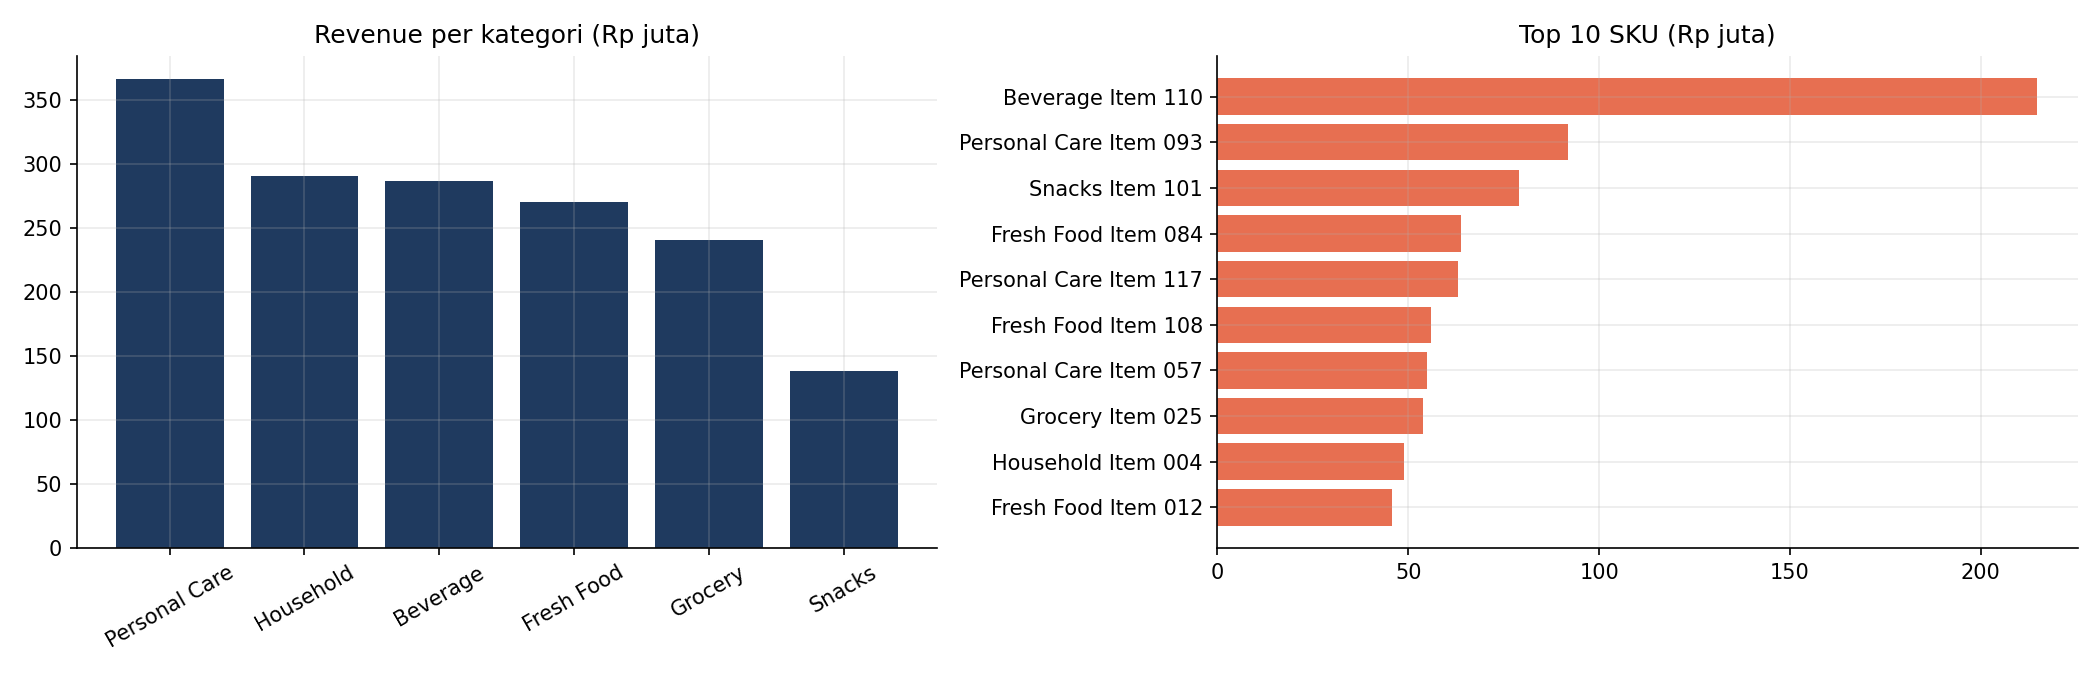 Revenue per kategori (Rp juta)
350
300
250
200
150
100
50
0
Personal Care
Household
Beverage
Fresh Food
Grocery
Snacks
Top 10 SKU (Rp juta)
Beverage Item 110
Personal Care Item 093
Snacks Item 101
Fresh Food Item 084
Personal Care Item 117
Fresh Food Item 108
Personal Care Item 057
Grocery Item 025
Household Item 004
Fresh Food Item 012
0 50 100 150 200